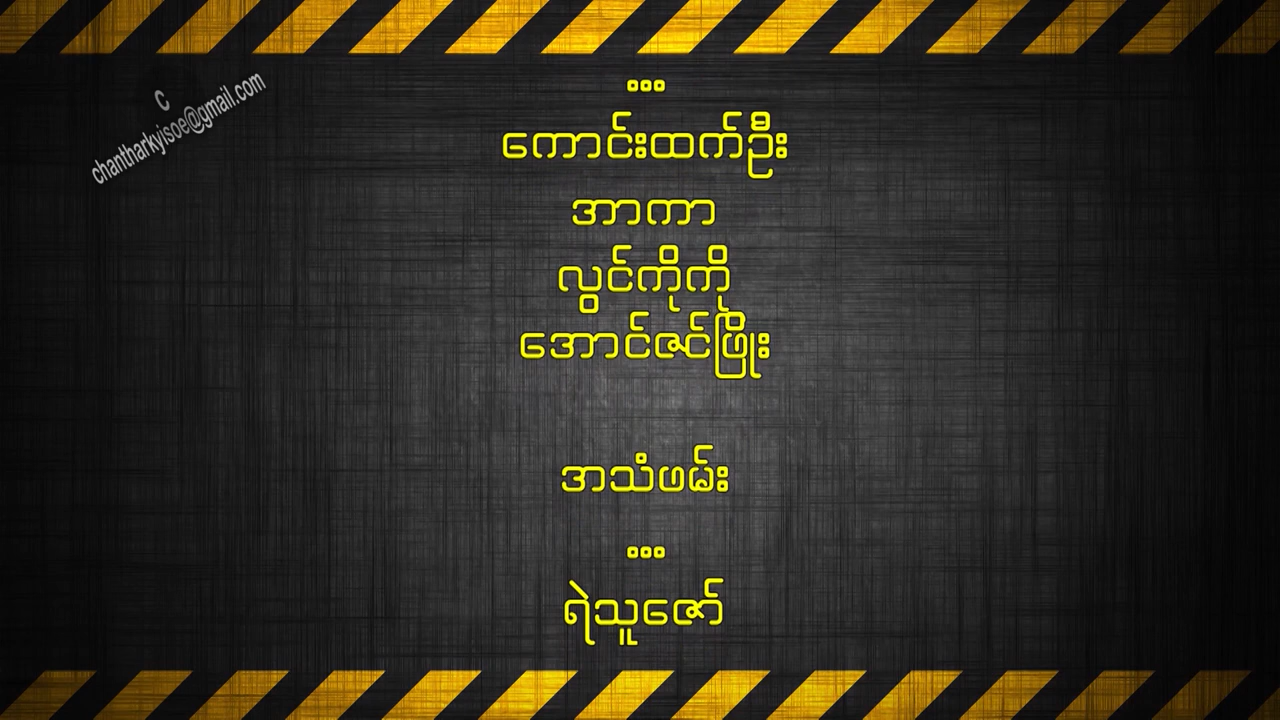 C
chantharkyisoe@gmail.com
°°°
ကောင်းထက်ဦး
အာကာ
လွင်ကိုကို
အောင်ဇင်ဖြိုး
အသံဖမ်း
°°°
ရဲသူဇော်